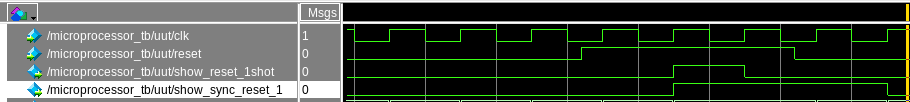 Msgs
/microprocessor_tb/uut/clk 1
/microprocessor_tb/uut/reset 0
/microprocessor_tb/uut/show_reset_1shot 0
/microprocessor_tb/uut/show_sync_reset_1 0